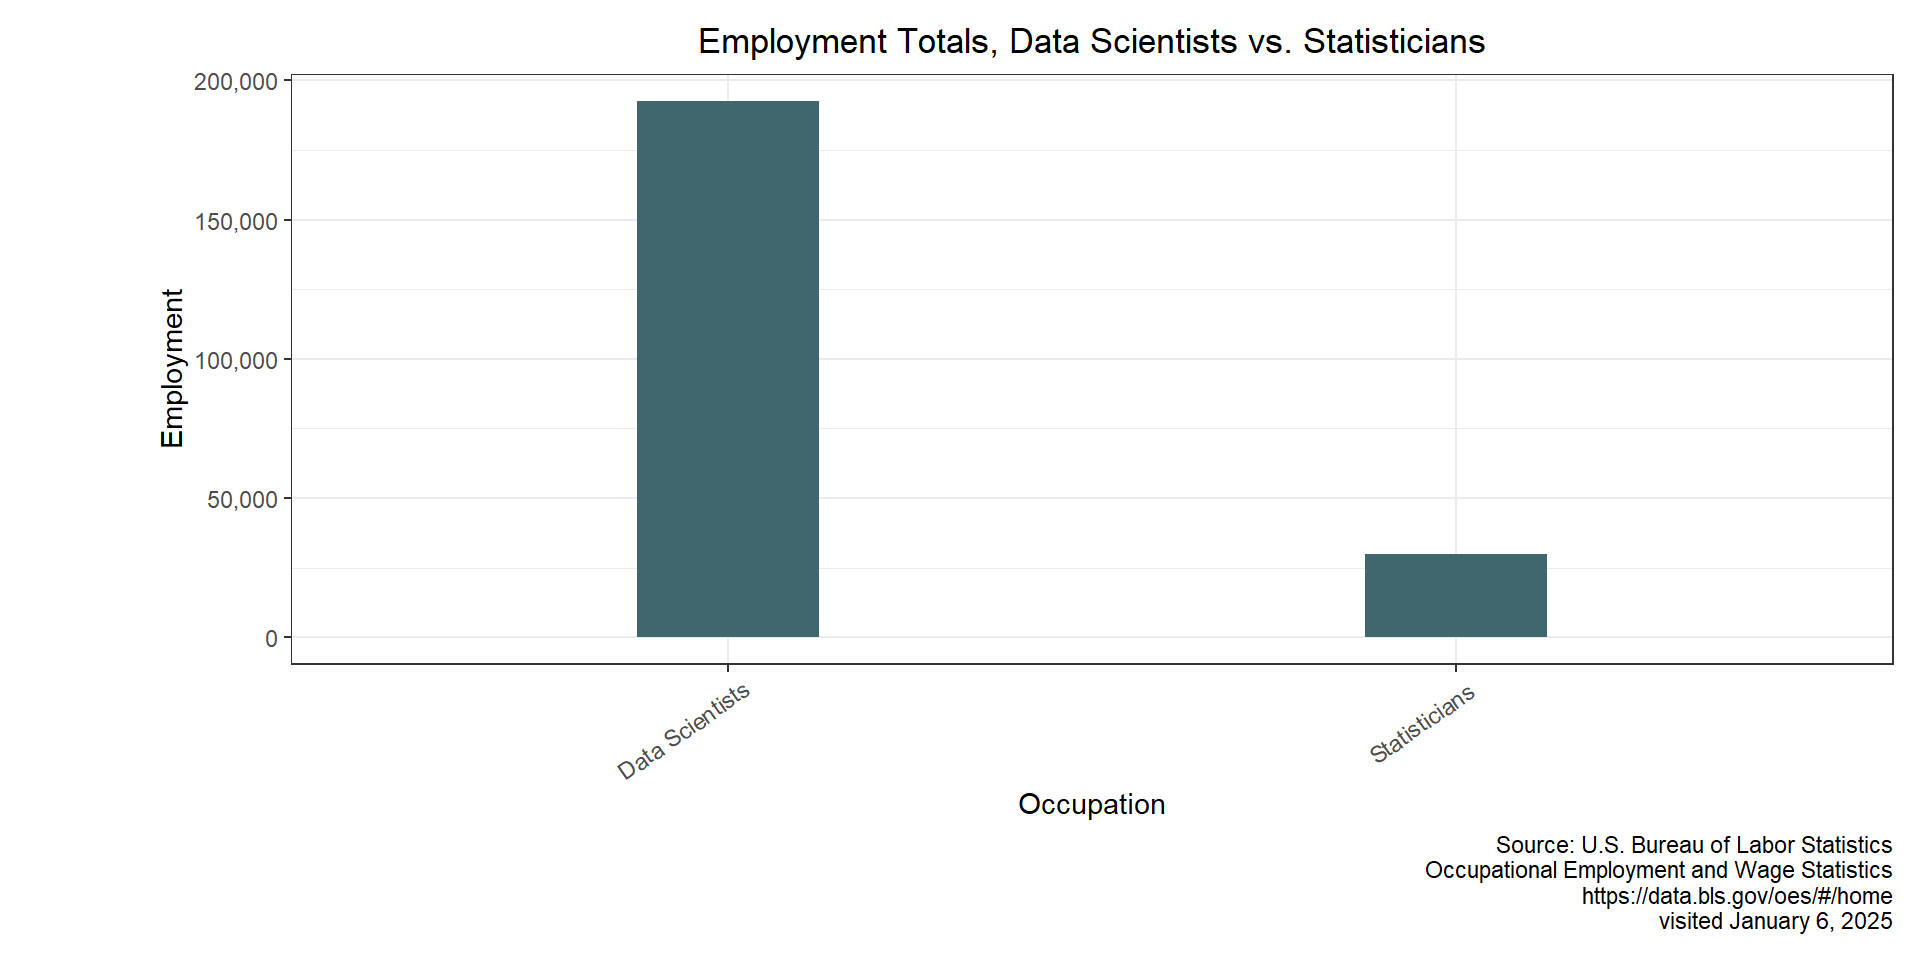 Employment Totals, Data Scientists vs. Statisticians
200,000
150,000
100,000
50,000
0
Employment
Data Scientists
Statisticians
Occupation
Source: U.S. Bureau of Labor Statistics
Occupational Employment and Wage Statistics
https://data.bls.gov/oes/#/home
visited January 6, 2025